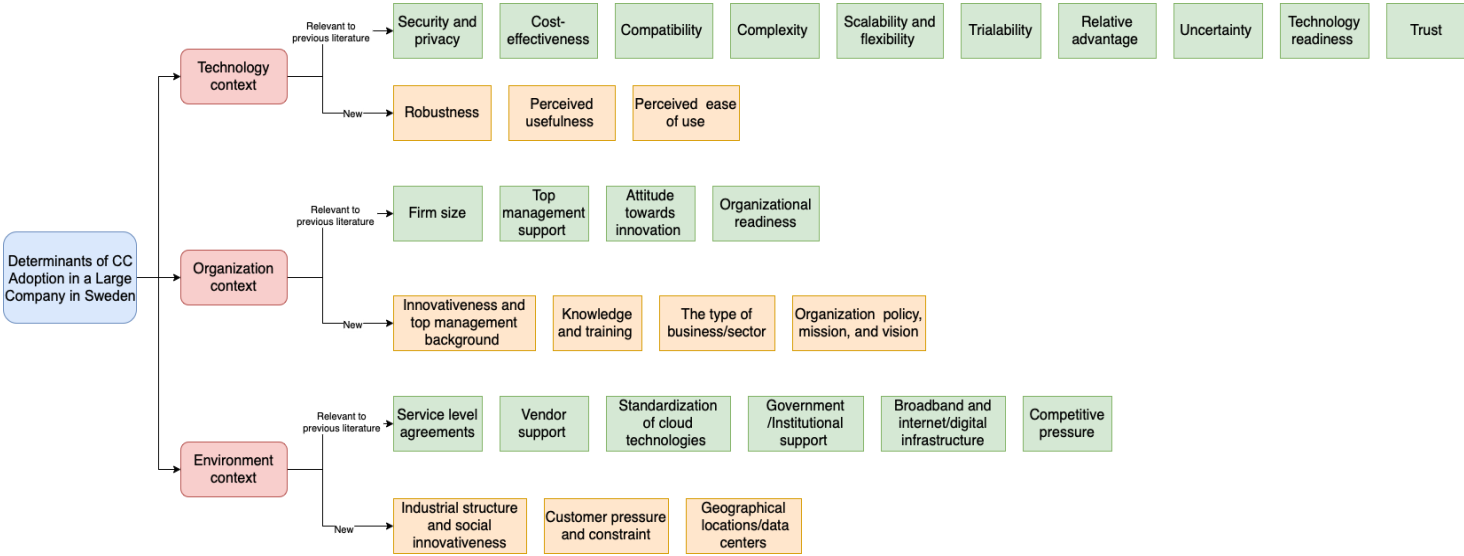 Relevant to
previous literature
Security and
privacy
Cost-
effectiveness
Compatibility
Complexity
Scalability and
flexibility
Trialability
Relative
advantage
Uncertainty
Technology
readiness
Trust
Technology
context
New
Robustness
Perceived
usefulness
Perceived ease
of use
Relevant to
previous literature
Firm size
Top
management
support
Attitude
towards
innovation
Organizational
readiness
Determinants of CC
Adoption in a Large
Company in Sweden
Organization
context
New
Innovativeness and
top management
background
Knowledge
and training
The type of
business/sector
Organization policy,
mission, and vision
Relevant to
previous literature
Service level
agreements
Vendor
support
Standardization
of cloud
technologies
Government
/Institutional
support
Broadband and
internet/digital
infrastructure
Competitive
pressure
Environment
context
New
Industrial structure
and social
innovativeness
Customer pressure
and constraint
Geographical
locations/data
centers